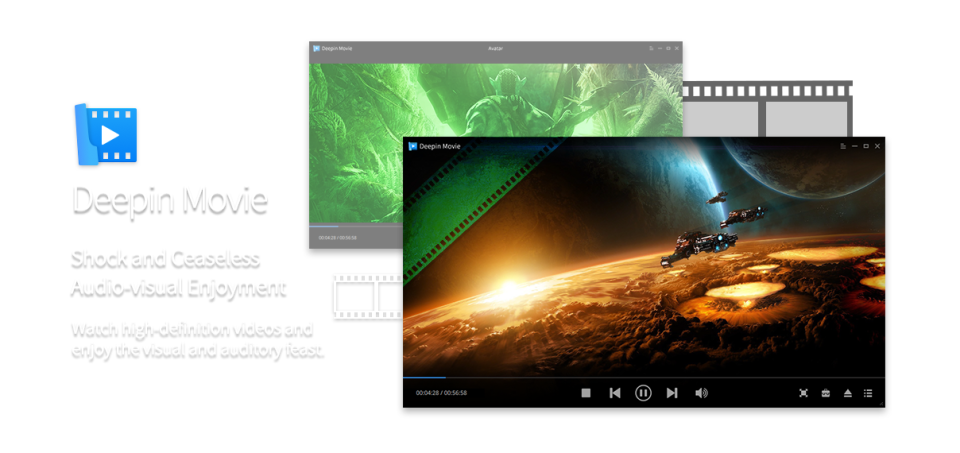 Deepin Movie
Avatar
00:04:28 / 00:56:58
Deepin Movie
00:04:28 / 00:56:58
Deepin Movie
Shock and Ceaseless
Audio-visual Enjoyment
Watch high-definition videos and
enjoy the visual and auditory feast.